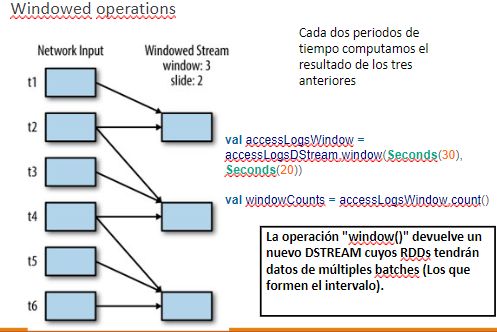 Windowed operations
Network Input
Windowed Stream
window: 3
slide: 2
t1
t2
t3
t4
t5
t6
Cada dos periodos de
tiempo computamos el
resultado de los tres
anteriores
val accessLogsWindow =
accessLogsDStream.window(Seconds(30),
Seconds(20))
val windowCounts = accessLogsWindow.count()
La operación "window()" devuelve un
nuevo DSTREAM cuyos RDDs tendrán
datos de múltiples batches (Los que
formen el intervalo).